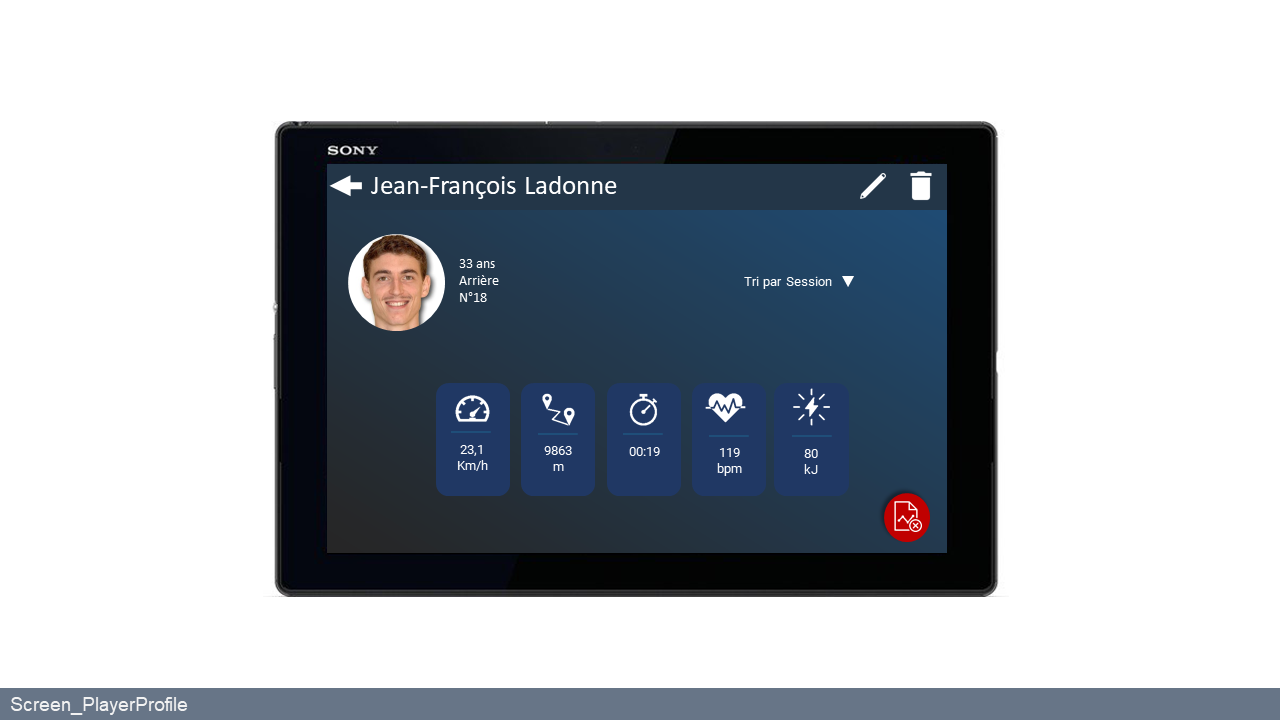 SONY
Jean-François Ladonne
33 ans
Arrière
N°18
Tri par Session
23,1
Km/h
9863
m
00:19
119
bpm
80
kJ
Screen_PlayerProfile